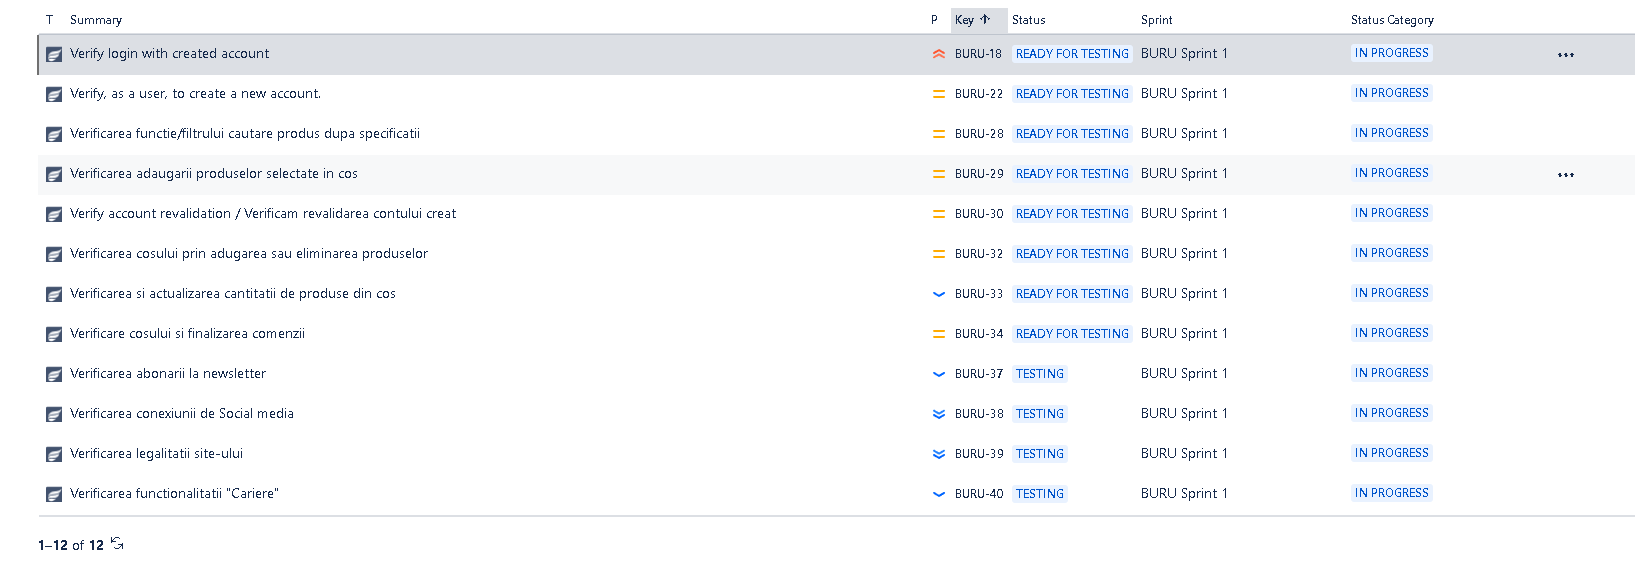 T Summary P Key Status Sprint Status Category
Verify login with created account BURU-18 READY FOR TESTING BURU Sprint 1 IN PROGRESS
Verify, as a user, to create a new account. BURU-22 READY FOR TESTING BURU Sprint 1 IN PROGRESS
Verificarea functie/filtrului cautare produs dupa specificatii BURU-28 READY FOR TESTING BURU Sprint 1 IN PROGRESS
Verificarea adaugarii produselor selectate in cos BURU-29 READY FOR TESTING BURU Sprint 1 IN PROGRESS
Verify account revalidation / Verificam revalidarea contului creat BURU-30 READY FOR TESTING BURU Sprint 1 IN PROGRESS
Verificarea cosului prin adugarea sau eliminarea produselor BURU-32 READY FOR TESTING BURU Sprint 1 IN PROGRESS
Verificarea si actualizarea cantitatii de produse din cos BURU-33 READY FOR TESTING BURU Sprint 1 IN PROGRESS
Verificare cosului si finalizarea comenzii BURU-34 READY FOR TESTING BURU Sprint 1 IN PROGRESS
Verificarea abonarii la newsletter BURU-37 TESTING BURU Sprint 1 IN PROGRESS
Verificarea conexiunii de Social media BURU-38 TESTING BURU Sprint 1 IN PROGRESS
Verificarea legalitatii site-ului BURU-39 TESTING BURU Sprint 1 IN PROGRESS
Verificarea functionalitatii "Cariere" BURU-40 TESTING BURU Sprint 1 IN PROGRESS
1–12 of 12